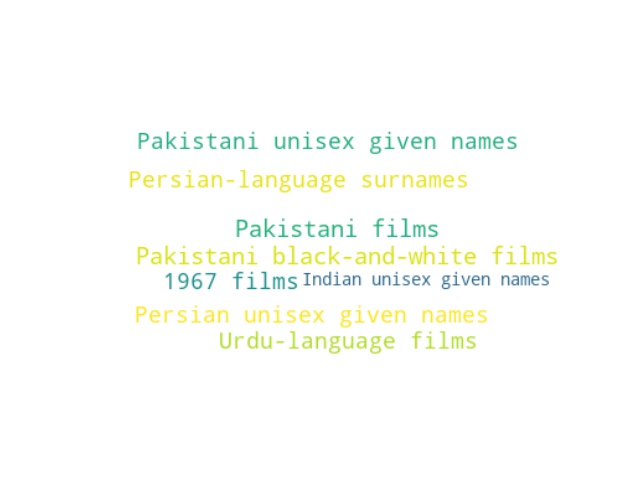 Pakistani unisex given names
Persian-language surnames
Pakistani films
Pakistani black-and-white films
1967 films
Indian unisex given names
Persian unisex given names
Urdu-language films